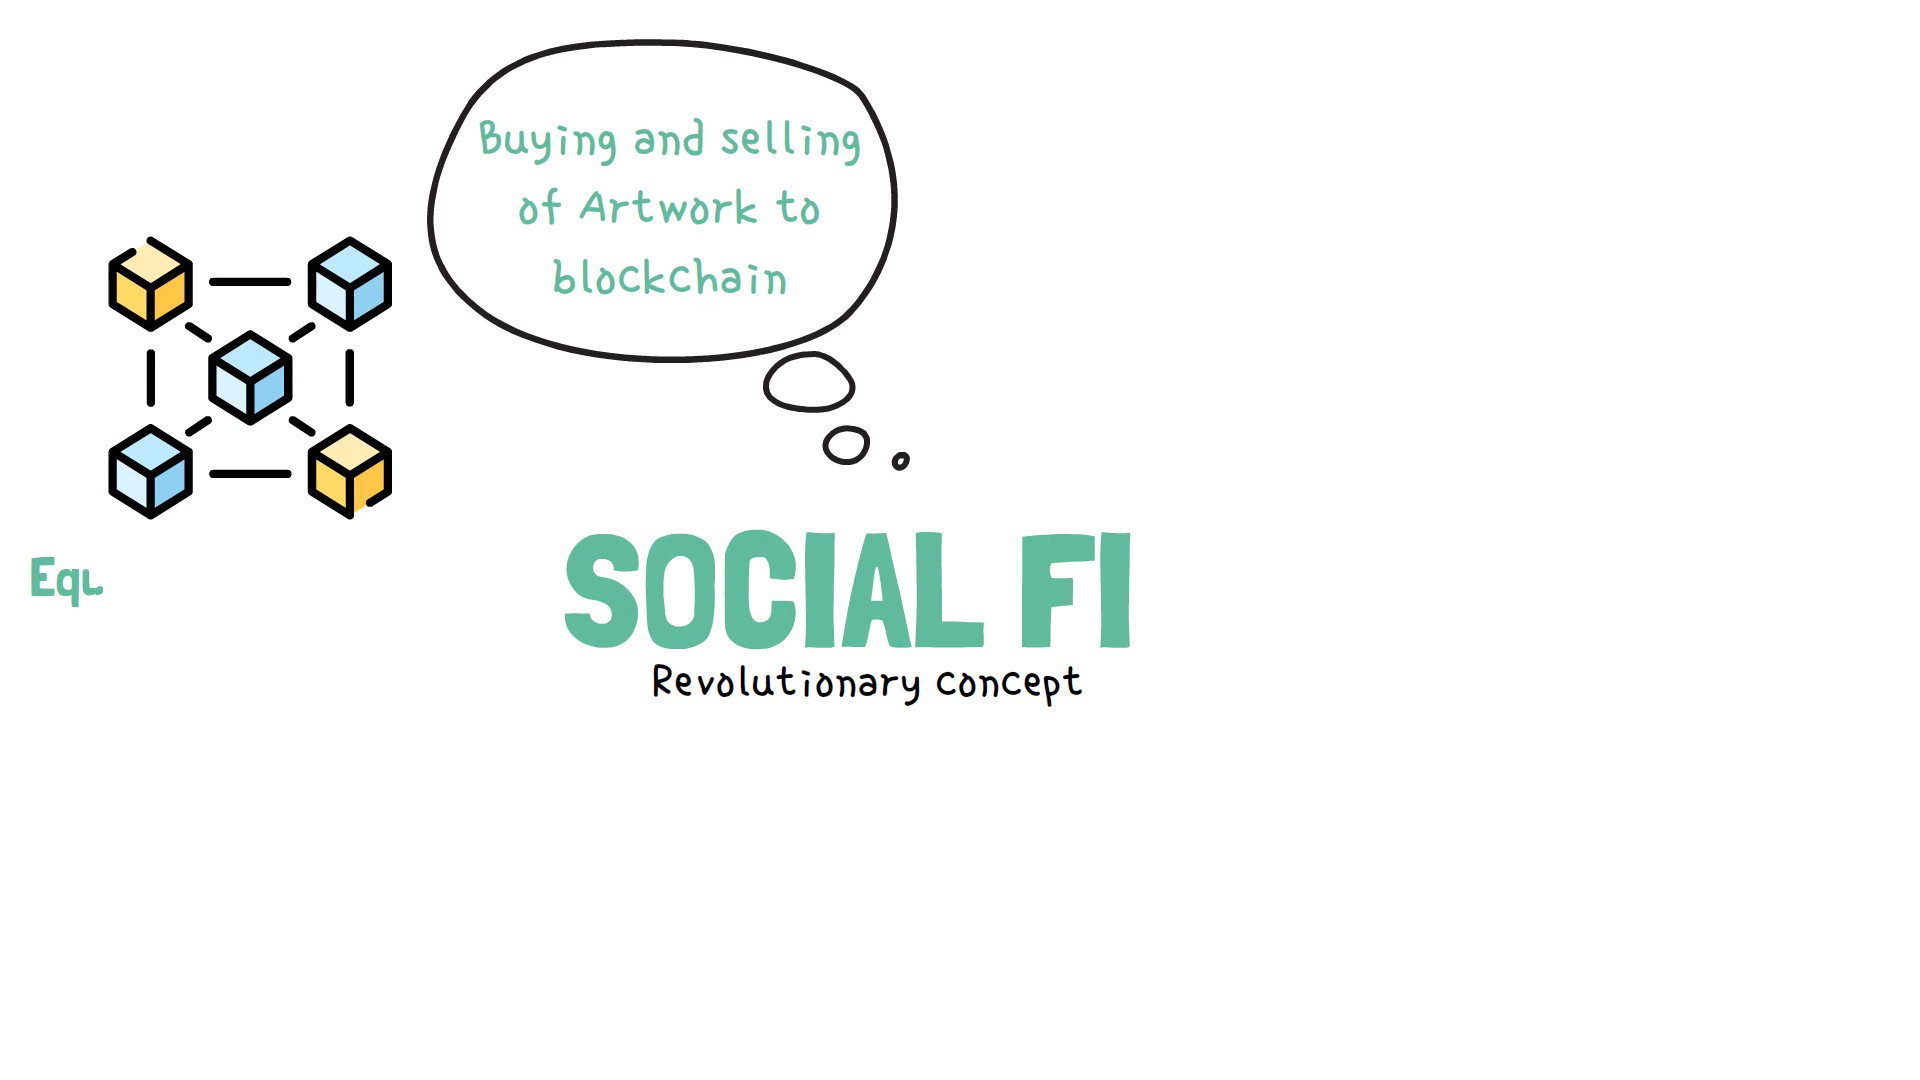 Buying and selling
of Artwork to
blockchain
SOCIAL FI
Revolutionary concept